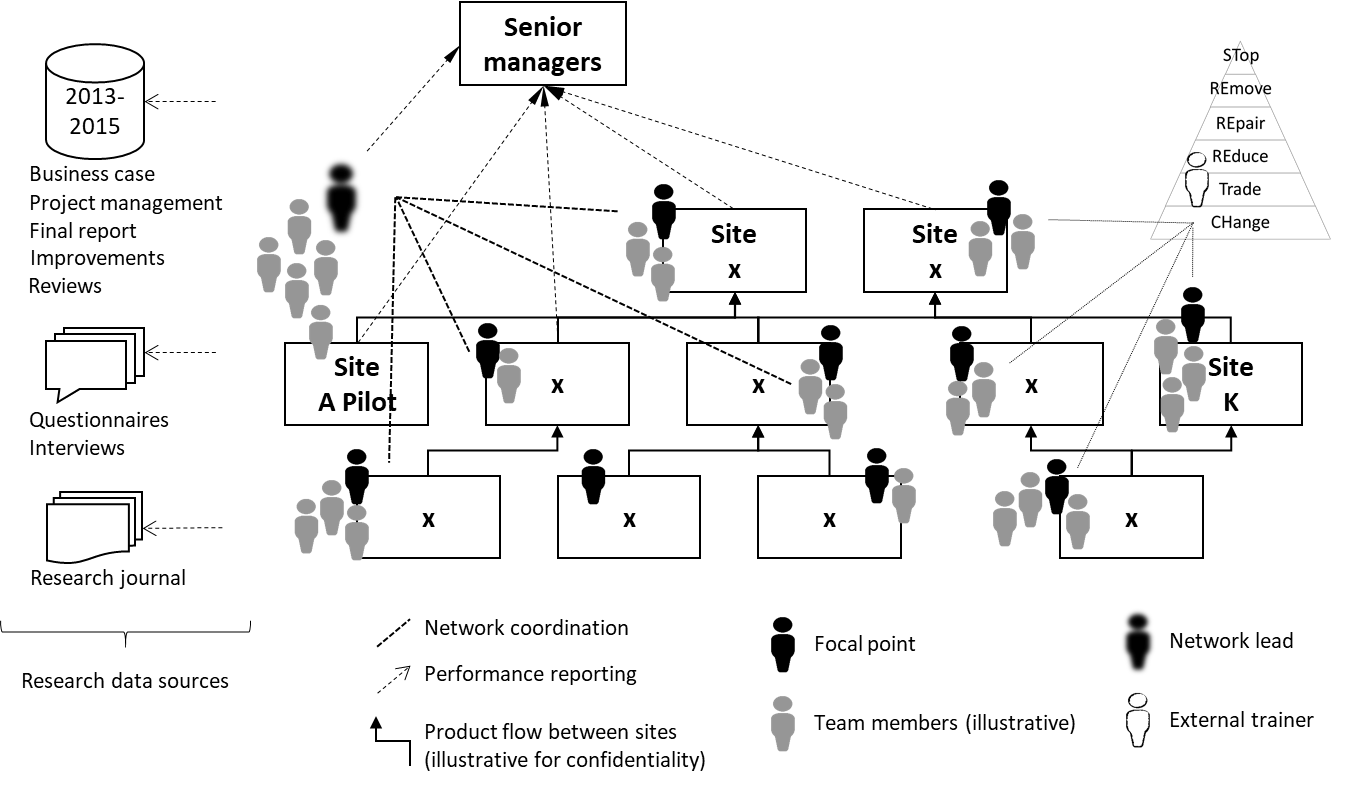 Senior
managers
2013-
2015
Business case
Project management
Final report
Improvements
Reviews
Questionnaires
Interviews
Research journal
Research data sources
STop
REmove
REpair
REduce
Trade
CHange
Site
x
Site
x
Site
A Pilot
x
x
x
Site
K
x
x
x
x
Network coordination
Performance reporting
Product flow between sites
(illustrative for confidentiality)
Focal point
Team members (illustrative)
Network lead
External trainer